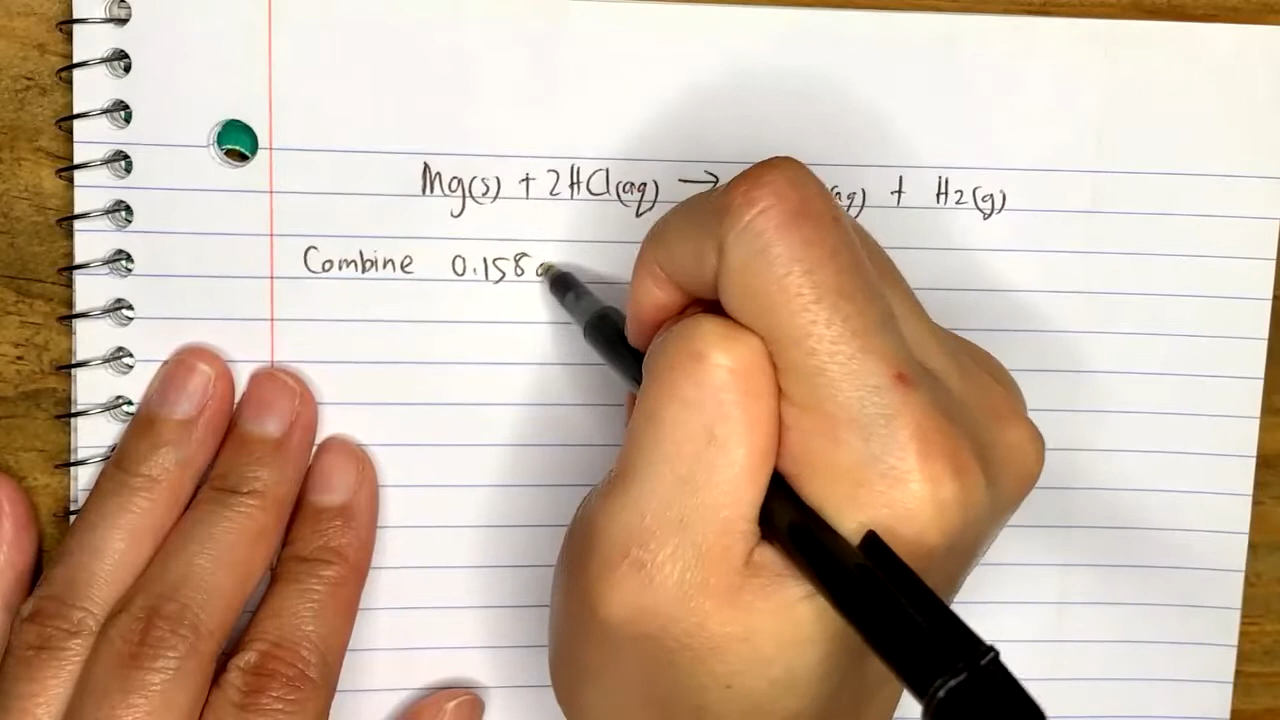 Mg(s) + 2HCl(aq) → (aq) + H2(g)
Combine 0.158